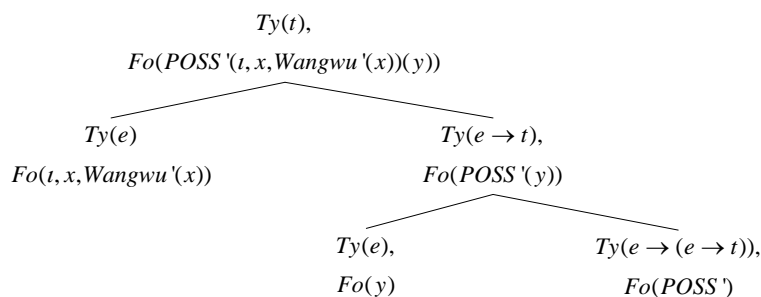 Ty(t),
Fo(POSS'(ι, x, Wangwu'(x))(y))
Ty(e)
Ty(e → t),
Fo(ι, x, Wangwu'(x))
Fo(POSS'(y))
Ty(e),
Ty(e → (e → t)),
Fo(y)
Fo(POSS')